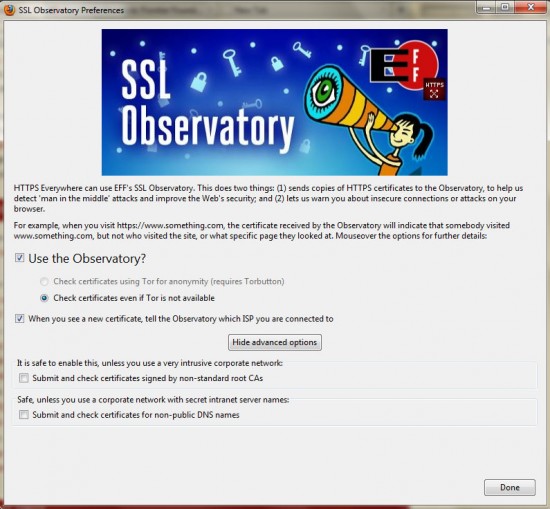 SSL Observatory Preferences
New Tab
SSL
Observatory
EFF
HTTPS
HTTPS Everywhere can use EFF's SSL Observatory. This does two things: (1) sends copies of HTTPS certificates to the Observatory, to help us
detect 'man in the middle' attacks and improve the Web's security; and (2) lets us warn you about insecure connections or attacks on your
browser.
For example, when you visit https://www.something.com, the certificate received by the Observatory will indicate that somebody visited
www.something.com, but not who visited the site, or what specific page they looked at. Mouseover the options for further details:
Use the Observatory?
Check certificates using Tor for anonymity (requires Torbutton)
Check certificates even if Tor is not available
When you see a new certificate, tell the Observatory which ISP you are connected to
Hide advanced options
It is safe to enable this, unless you use a very intrusive corporate network:
Submit and check certificates signed by non-standard root CAs
Safe, unless you use a corporate network with secret intranet server names:
Submit and check certificates for non-public DNS names
Done